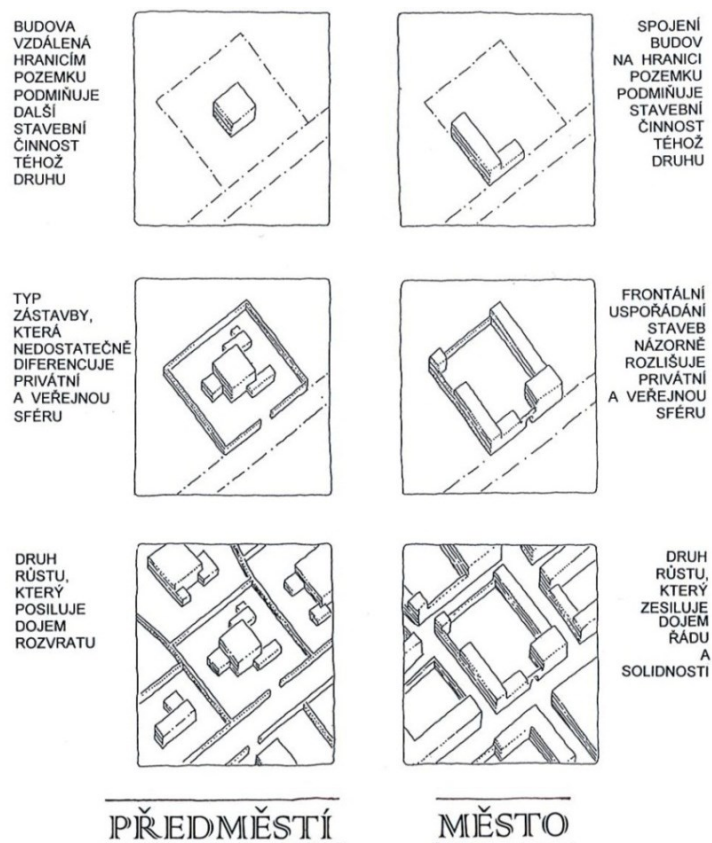 BUDOVA
VZDÁLENÁ
HRANICÍM
POZEMKU
PODMIŇUJE
DALŠÍ
STAVEBNÍ
ČINNOST
TÉHOŽ
DRUHU
SPOJENÍ
BUDOV
NA HRANICI
POZEMKU
PODMIŇUJE
STAVEBNÍ
ČINNOST
TÉHOŽ
DRUHU
TYP
ZÁSTAVBY,
KTERÁ
NEDOSTATEČNĚ
DIFERENCUJE
PRIVÁTNÍ
A VEŘEJNOU
SFÉRU
FRONTÁLNÍ
USPOŘÁDÁNÍ
STAVEB
NÁZORNĚ
ROZLIŠUJE
PRIVÁTNÍ
A VEŘEJNOU
SFÉRU
DRUH
RŮSTU,
KTERÝ
POSILUJE
DOJEM
ROZVRATU
DRUH
RŮSTU,
KTERÝ
ZESILUJE
DOJEM
ŘÁDU
A
SOLIDNOSTI
PŘEDMĚSTÍ
MĚSTO